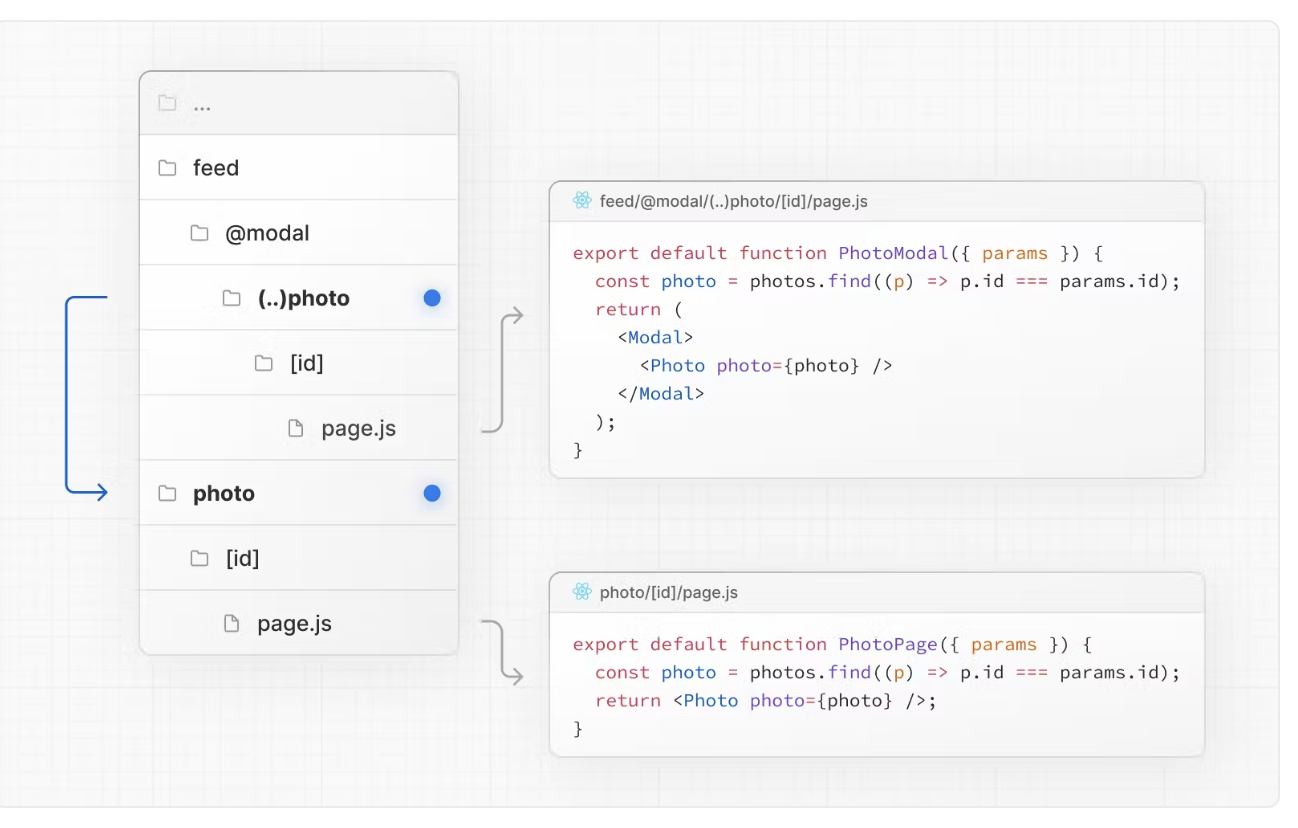 ...
feed
@modal
(..)photo
[id]
page.js
photo
[id]
page.js
feed/@modal/(..)photo/[id]/page.js
export default function PhotoModal({ params }) {
  const photo = photos.find((p) => p.id === params.id);
  return (
    <Modal>
      <Photo photo={photo} />
    </Modal>
  );
}
photo/[id]/page.js
export default function PhotoPage({ params }) {
  const photo = photos.find((p) => p.id === params.id);
  return <Photo photo={photo} />;
}